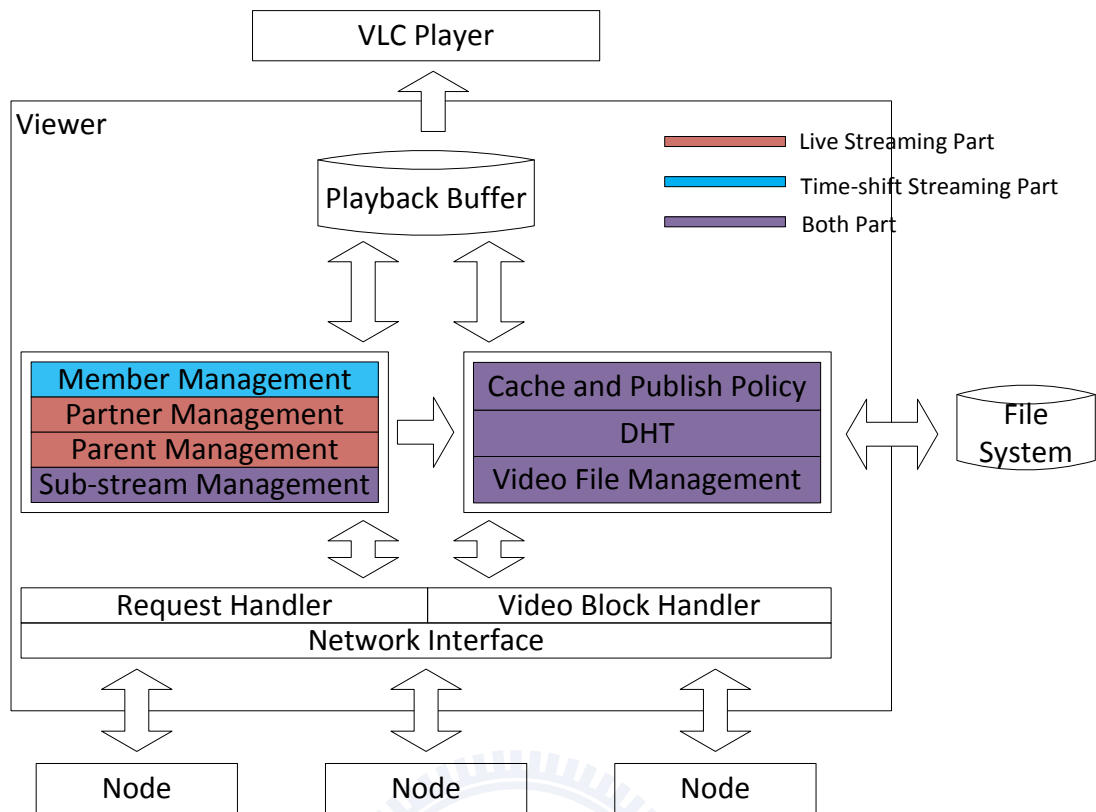 VLC Player
Viewer
Live Streaming Part
Time-shift Streaming Part
Both Part
Playback Buffer
Member Management
Partner Management
Parent Management
Sub-stream Management
Cache and Publish Policy
DHT
Video File Management
File
System
Request Handler
Video Block Handler
Network Interface
Node
Node
Node